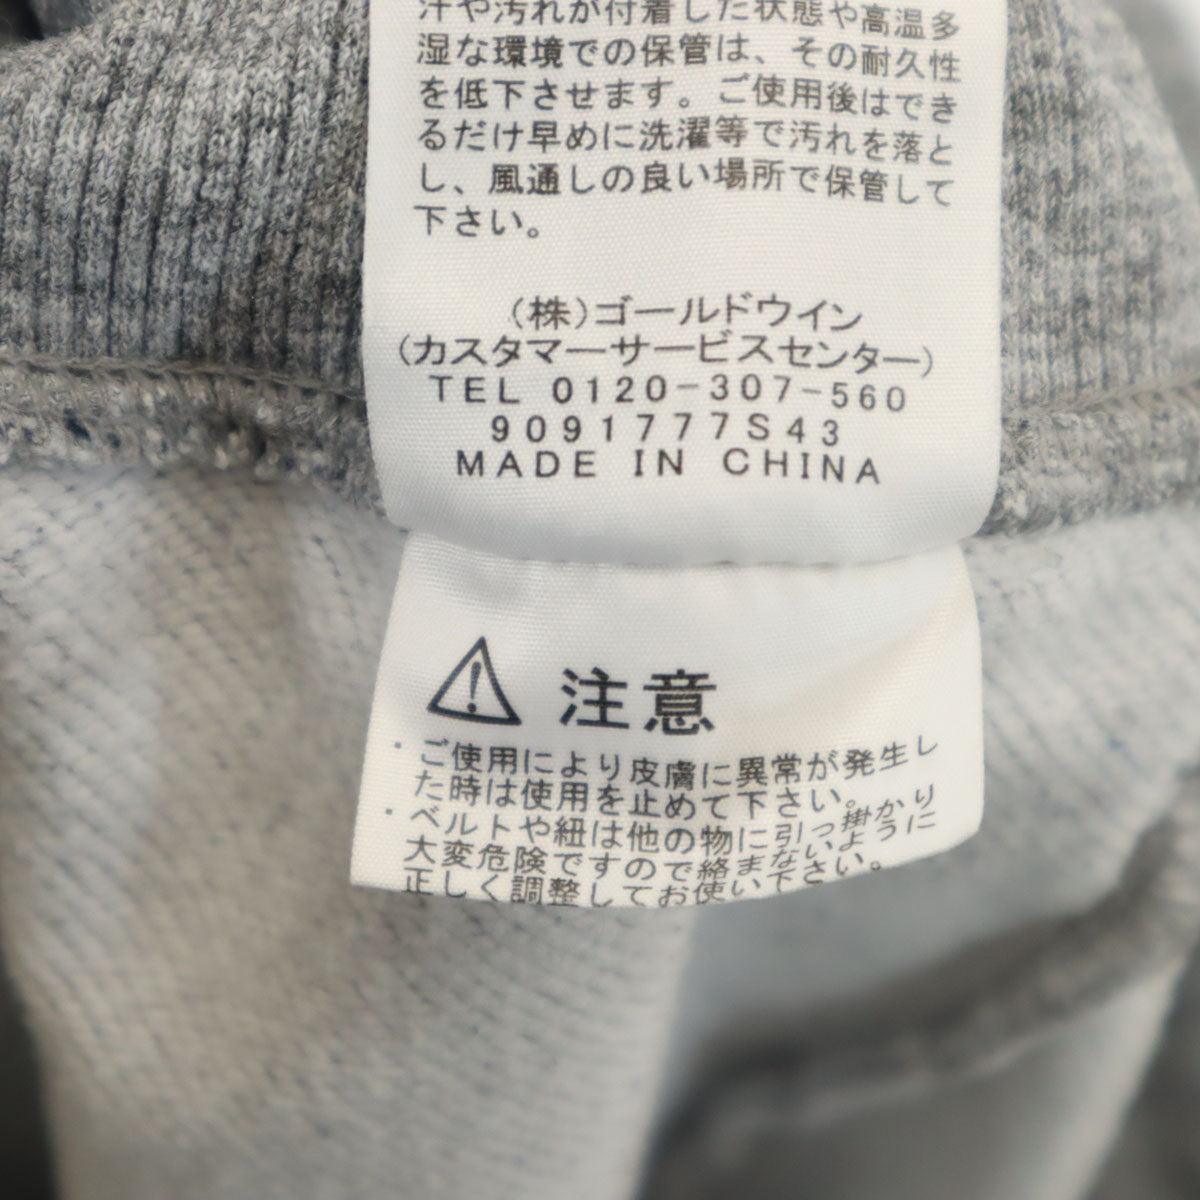 汗や汚れが付着した状態や高温多
湿な環境での保管は、その耐久性
を低下させます。ご使用後はでき
るだけ早めに洗濯等で汚れを落と
し、風通しの良い場所で保管して
下さい。
(株)ゴールドウイン
(カスタマーサービスセンター)
TEL 0120-307-560
9091777S43
MADE IN CHINA
注意
・ご使用により皮膚に異常が発生し
た時は使用を止めて下さい。
・ベルトや紐は他の物に引っ掛かり
大変危険ですので絡まないように
正しく調整してお使い下さい。